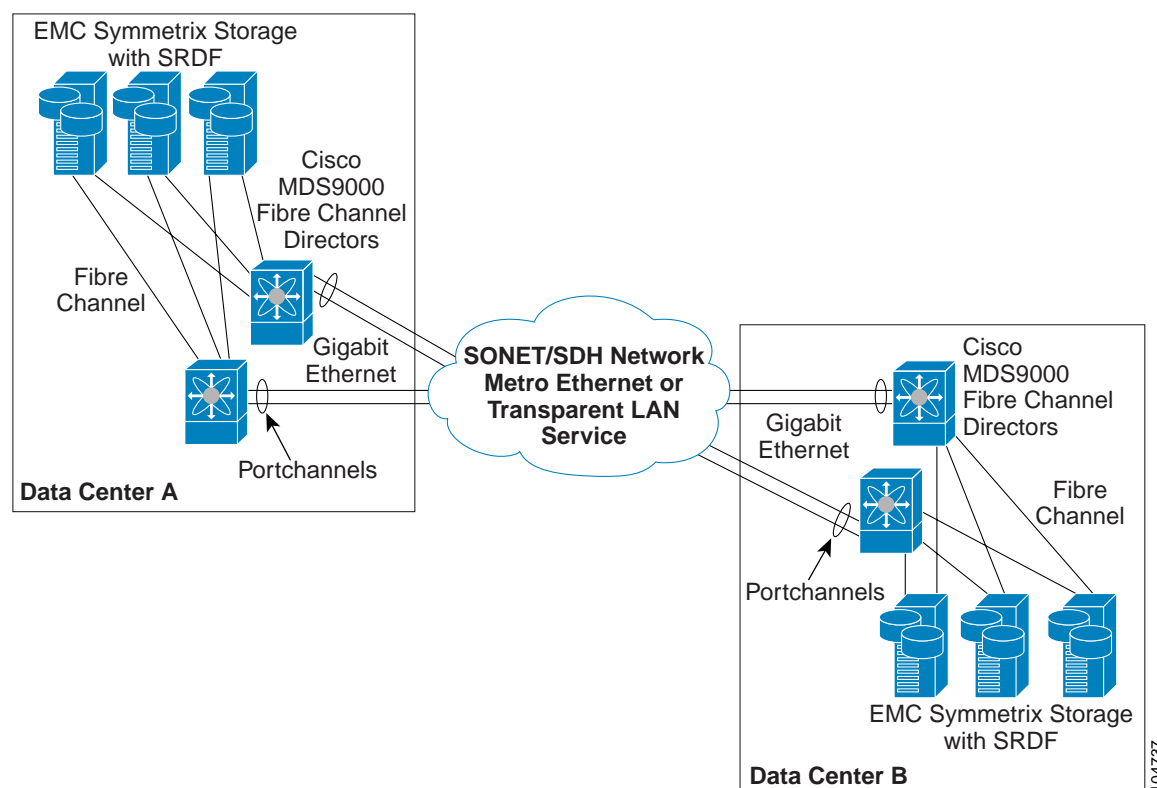 EMC Symmetrix Storage
with SRDF
Cisco
MDS9000
Fibre Channel
Directors
Fibre
Channel
Gigabit
Ethernet
Portchannels
Data Center A
SONET/SDH Network
Metro Ethernet or
Transparent LAN
Service
Cisco
MDS9000
Fibre Channel
Directors
Gigabit
Ethernet
Fibre
Channel
Portchannels
EMC Symmetrix Storage
with SRDF
Data Center B
104737